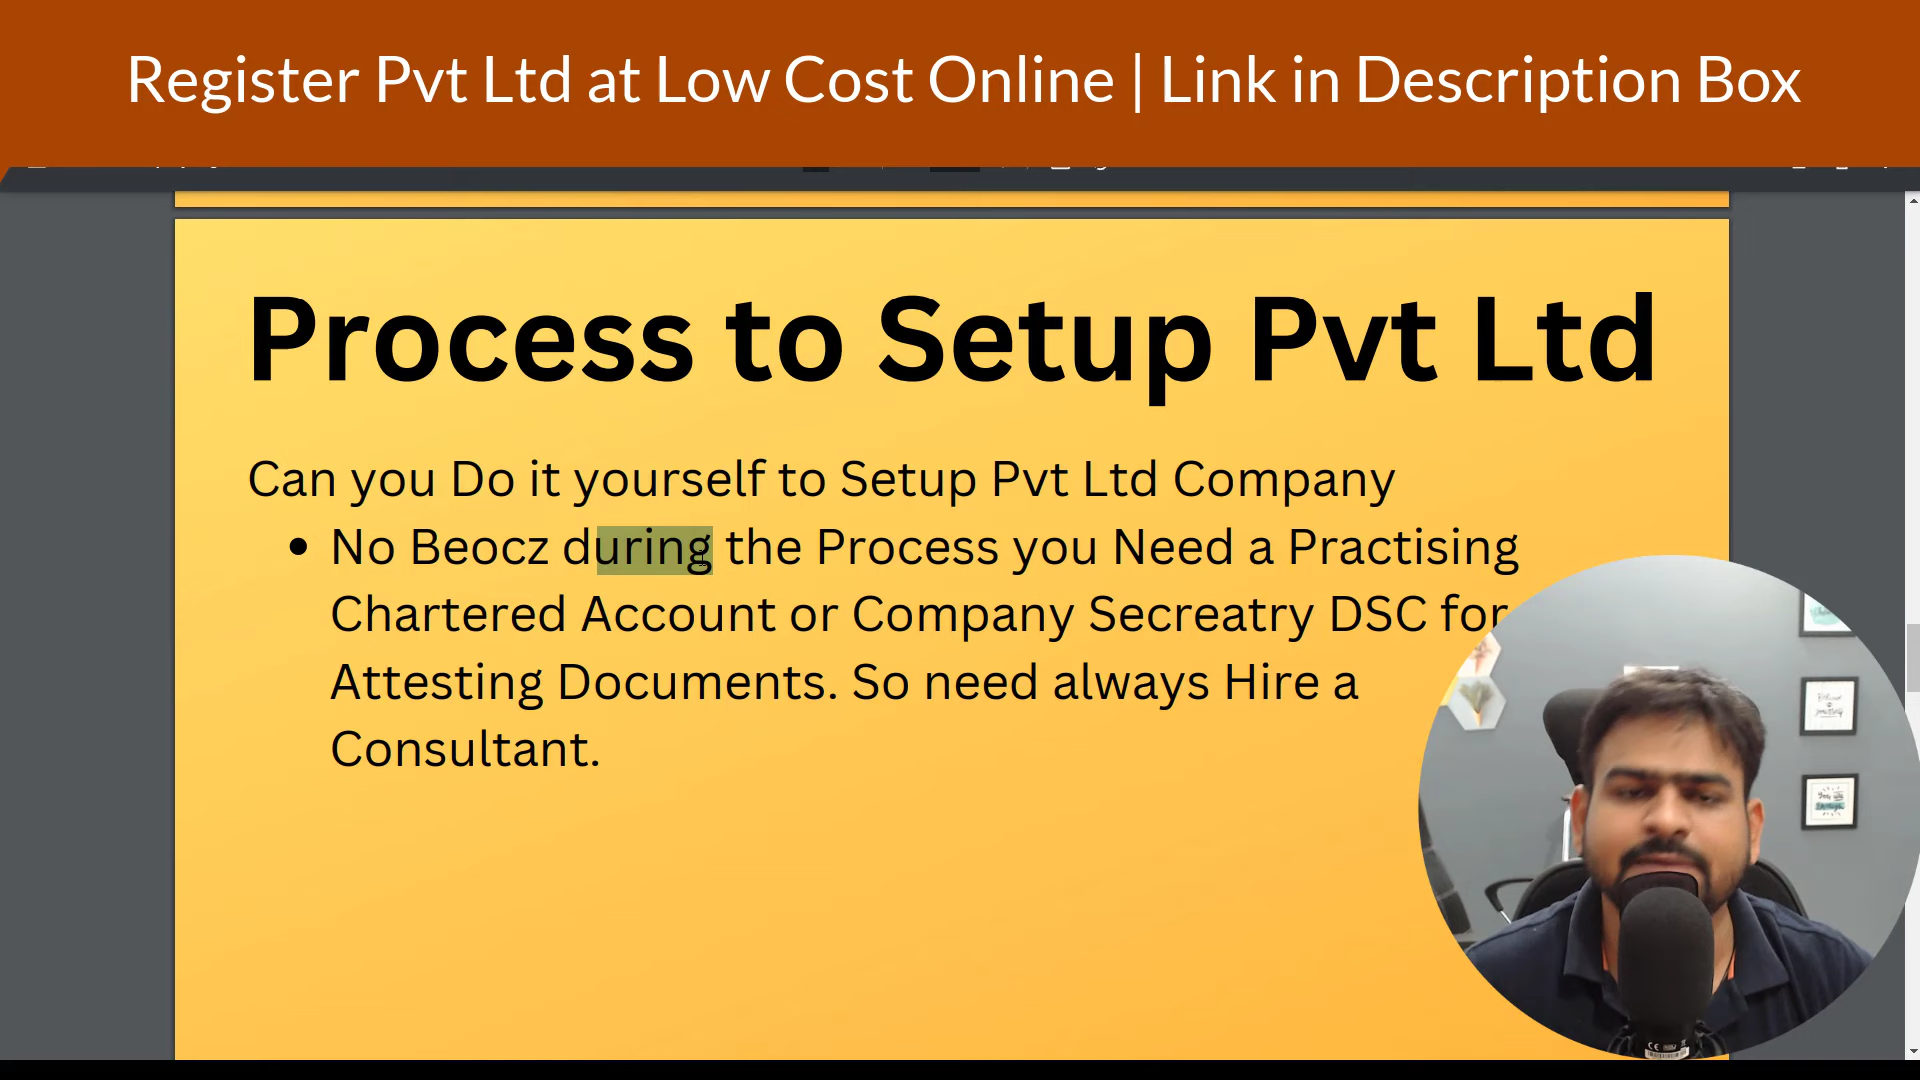 Register Pvt Ltd at Low Cost Online | Link in Description Box
Process to Setup Pvt Ltd
Can you Do it yourself to Setup Pvt Ltd Company
• No Beocz during the Process you Need a Practising
Chartered Account or Company Secreatry DSC for
Attesting Documents. So need always Hire a
Consultant.